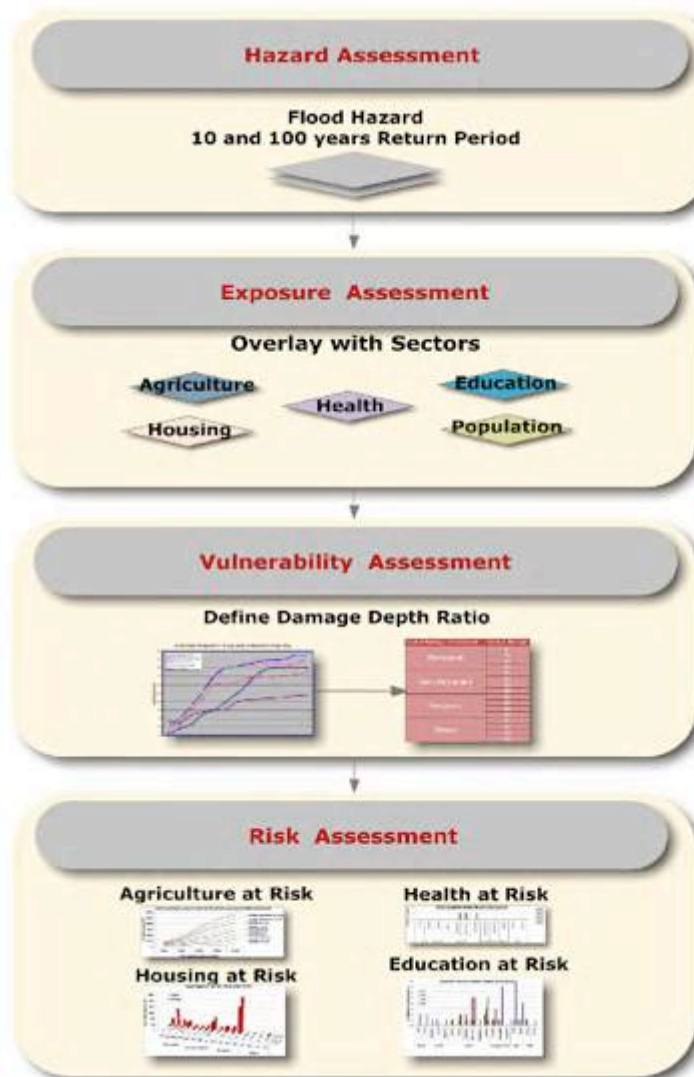 Hazard Assessment
Flood Hazard
10 and 100 years Return Period
Exposure Assessment
Overlay with Sectors
Agriculture
Education
Health
Housing
Population
Vulnerability Assessment
Define Damage Depth Ratio
Risk Assessment
Agriculture at Risk
Health at Risk
Housing at Risk
Education at Risk